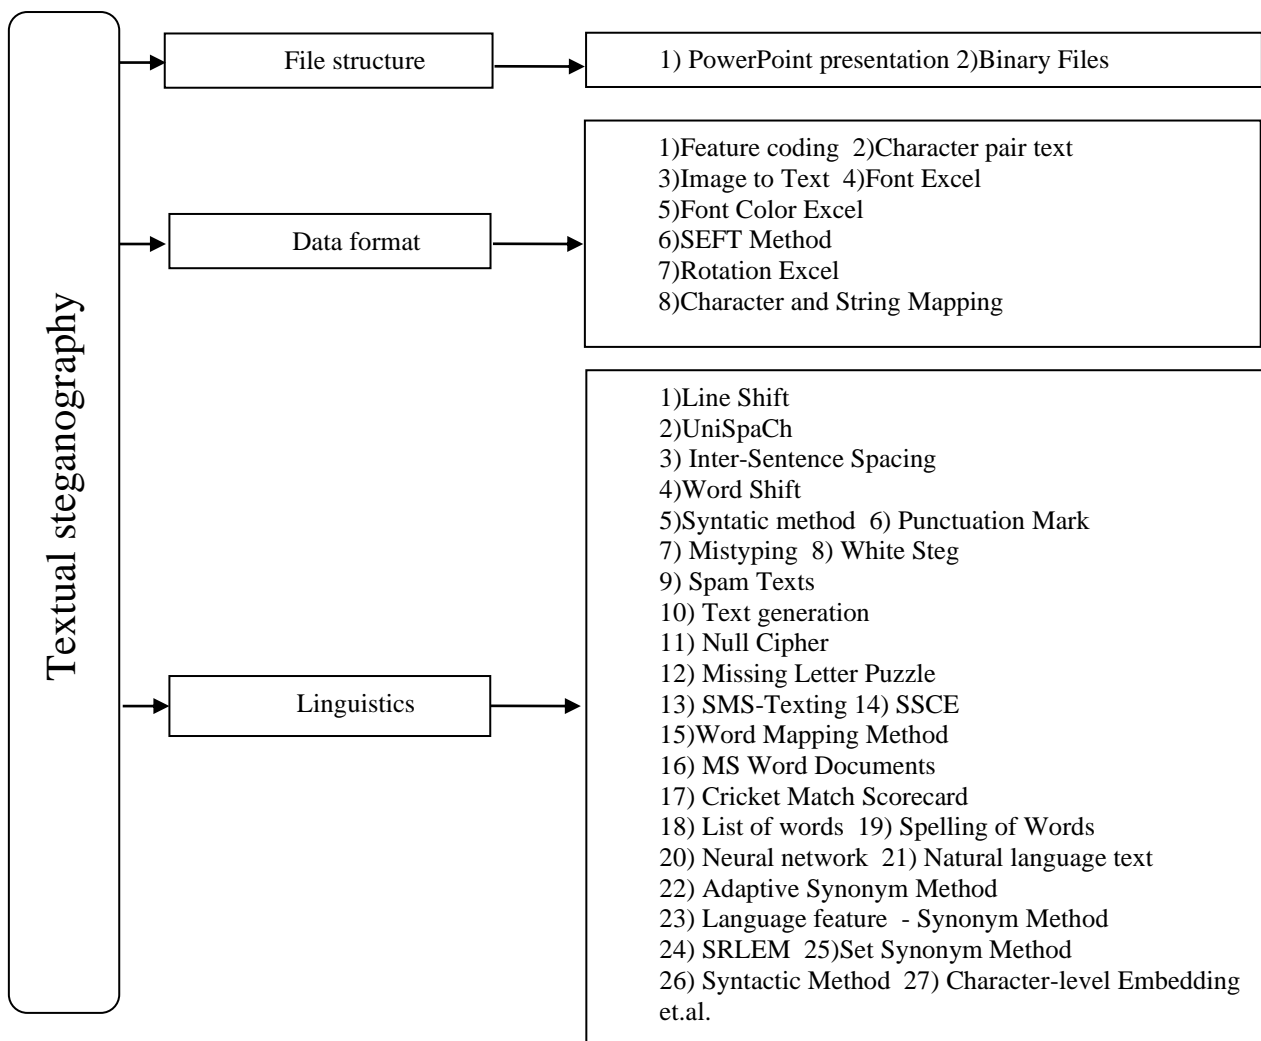 Textual steganography
File structure
1) PowerPoint presentation 2)Binary Files
Data format
1)Feature coding 2)Character pair text
3)Image to Text 4)Font Excel
5)Font Color Excel
6)SEFT Method
7)Rotation Excel
8)Character and String Mapping
Linguistics
1)Line Shift
2)UniSpaCh
3) Inter-Sentence Spacing
4)Word Shift
5)Syntatic method 6) Punctuation Mark
7) Mistyping 8) White Steg
9) Spam Texts
10) Text generation
11) Null Cipher
12) Missing Letter Puzzle
13) SMS-Texting 14) SSCE
15)Word Mapping Method
16) MS Word Documents
17) Cricket Match Scorecard
18) List of words 19) Spelling of Words
20) Neural network 21) Natural language text
22) Adaptive Synonym Method
23) Language feature - Synonym Method
24) SRLEM 25)Set Synonym Method
26) Syntactic Method 27) Character-level Embedding
et.al.